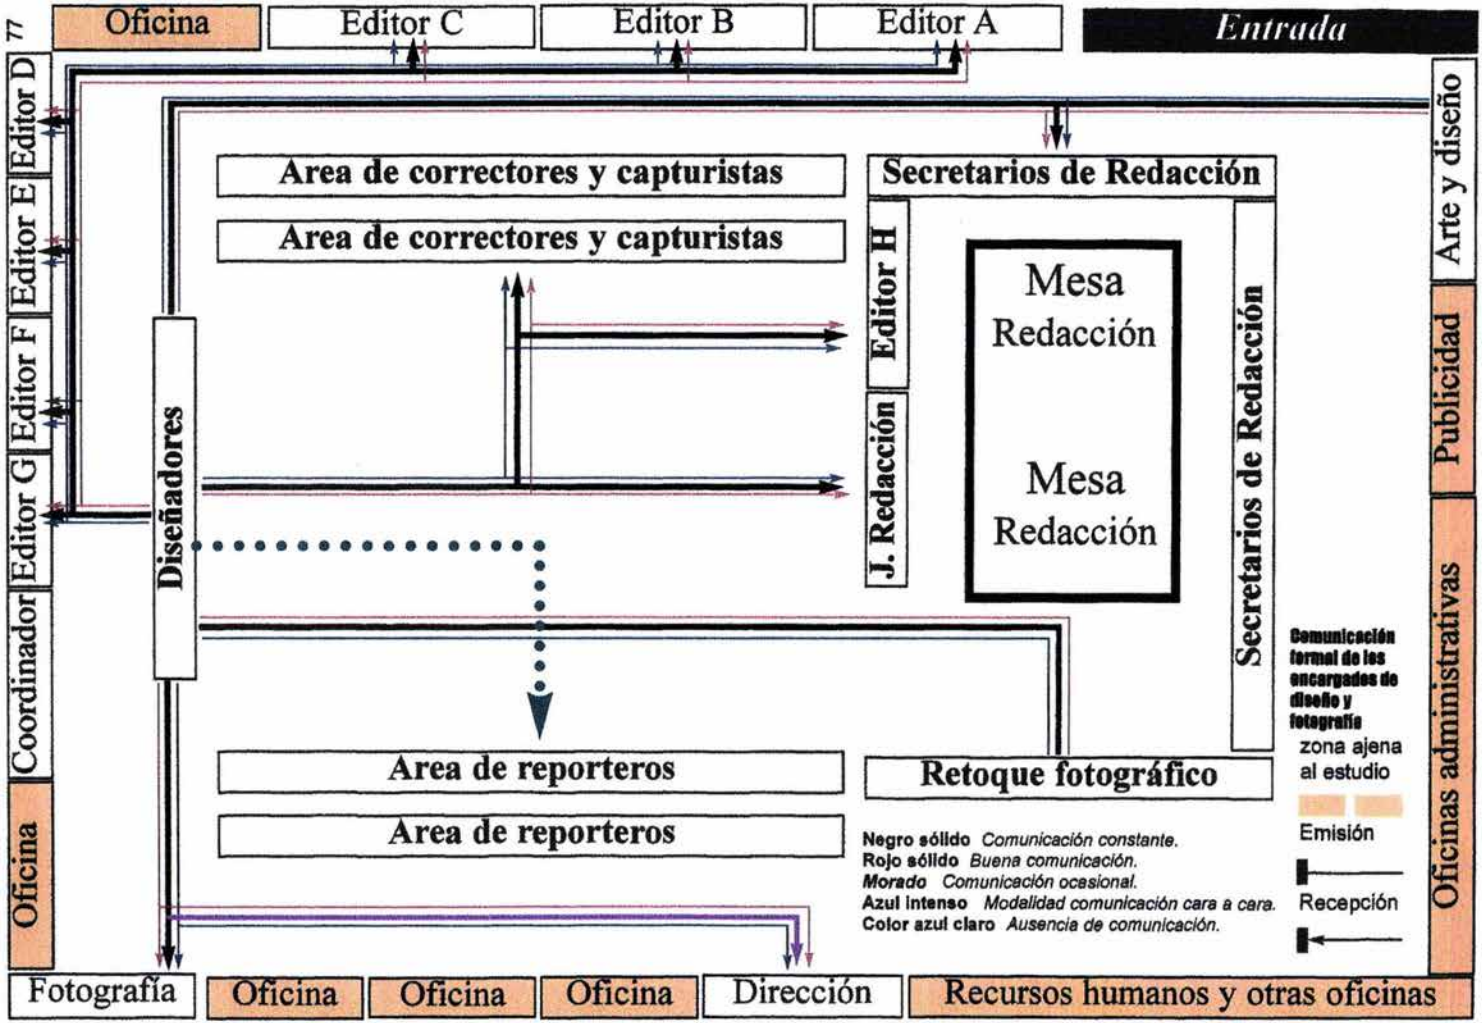 77
Oficina
Editor C
Editor B
Editor A
Entrada
Editor D
Editor E
Editor F
Editor G
Coordinador
Oficina
Arte y diseño
Publicidad
Oficinas administrativas
Area de correctores y capturistas
Area de correctores y capturistas
Secretarios de Redacción
Editor H
J. Redacción
Mesa
Redacción
Mesa
Redacción
Secretarios de Redacción
Diseñadores
Area de reporteros
Area de reporteros
Retoque fotográfico
Comunicación
formal de los
encargados de
diseño y
fotografía
zona ajena
al estudio
Emisión
Recepción
Negro sólido Comunicación constante.
Rojo sólido Buena comunicación.
Morado Comunicación ocasional.
Azul intenso Modalidad comunicación cara a cara.
Color azul claro Ausencia de comunicación.
Fotografía
Oficina
Oficina
Oficina
Dirección
Recursos humanos y otras oficinas